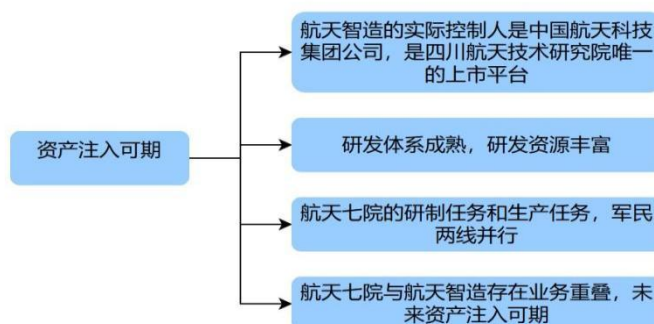 资产注入可期
航天智造的实际控制人是中国航天科技
集团公司，是四川航天技术研究院唯一
的上市平台
研发体系成熟，研发资源丰富
航天七院的研制任务和生产任务，军民
两线并行
航天七院与航天智造存在业务重叠，未
来资产注入可期